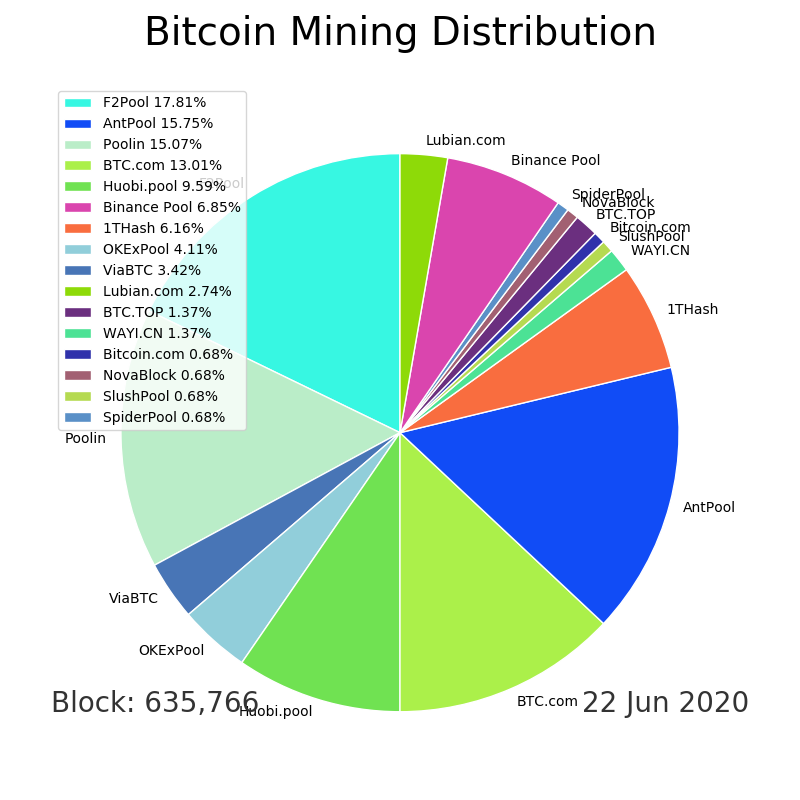 Bitcoin Mining Distribution
F2Pool 17.81%
AntPool 15.75%
Poolin 15.07%
BTC.com 13.01%
Huobi.pool 9.59%
Binance Pool 6.85%
1THash 6.16%
OKExPool 4.11%
ViaBTC 3.42%
Lubian.com 2.74%
BTC.TOP 1.37%
WAYI.CN 1.37%
Bitcoin.com 0.68%
NovaBlock 0.68%
SlushPool 0.68%
SpiderPool 0.68%
F2Pool
Lubian.com
Binance Pool
SpiderPool
NovaBlock
BTC.TOP
Bitcoin.com
SlushPool
WAYI.CN
1THash
AntPool
BTC.com
Huobi.pool
OKExPool
ViaBTC
Poolin
Block: 635,766
22 Jun 2020